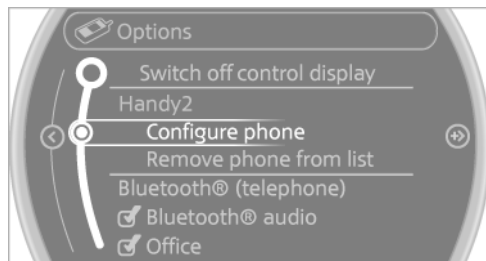 Options
Switch off control display
Handy2
Configure phone
Remove phone from list
Bluetooth® (telephone)
Bluetooth® audio
Office